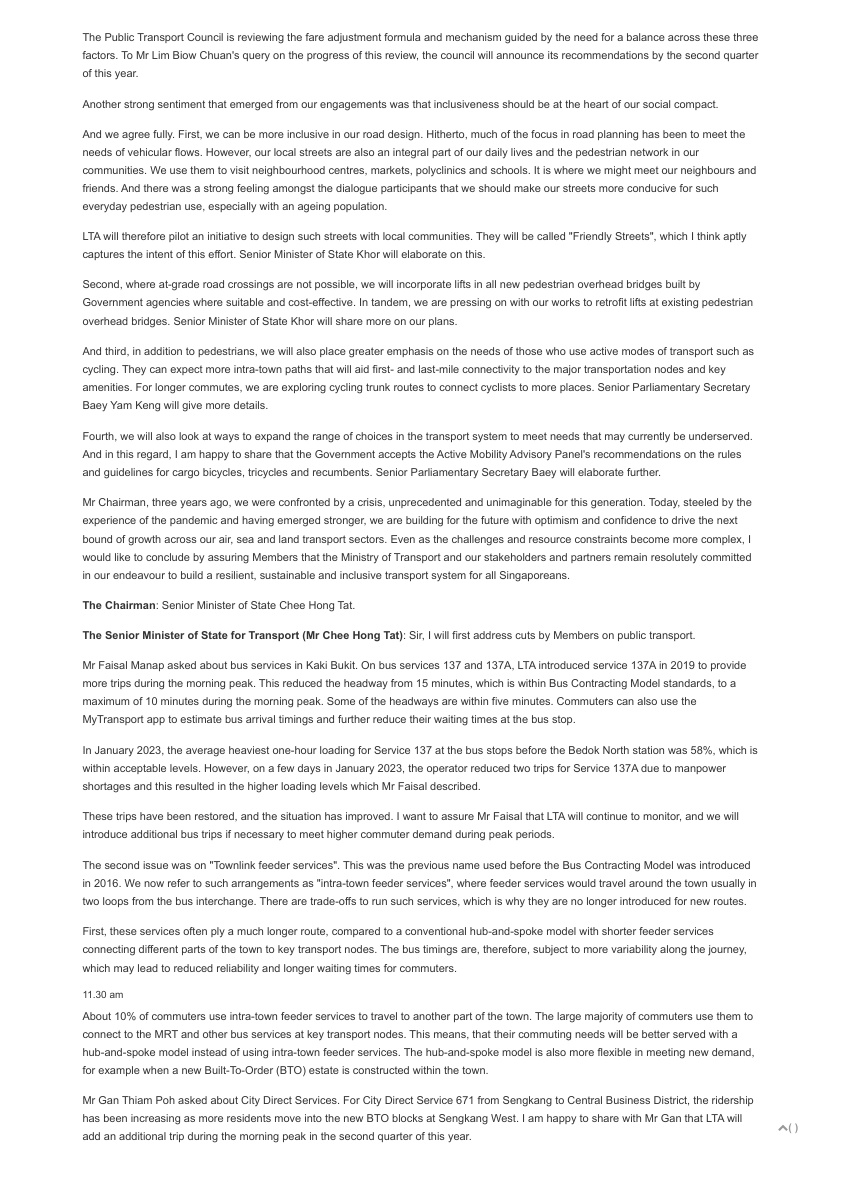 The Public Transport Council is reviewing the fare adjustment formula and mechanism guided by the need for a balance across these three
factors. To Mr Lim Biow Chuan's query on the progress of this review, the council will announce its recommendations by the second quarter
of this year.
Another strong sentiment that emerged from our engagements was that inclusiveness should be at the heart of our social compact.
And we agree fully. First, we can be more inclusive in our road design. Hitherto, much of the focus in road planning has been to meet the
needs of vehicular flows. However, our local streets are also an integral part of our daily lives and the pedestrian network in our
communities. We use them to visit neighbourhood centres, markets, polyclinics and schools. It is where we might meet our neighbours and
friends. And there was a strong feeling amongst the dialogue participants that we should make our streets more conducive for such
everyday pedestrian use, especially with an ageing population.
LTA will therefore pilot an initiative to design such streets with local communities. They will be called "Friendly Streets", which I think aptly
captures the intent of this effort. Senior Minister of State Khor will elaborate on this.
Second, where at-grade road crossings are not possible, we will incorporate lifts in all new pedestrian overhead bridges built by
Government agencies where suitable and cost-effective. In tandem, we are pressing on with our works to retrofit lifts at existing pedestrian
overhead bridges. Senior Minister of State Khor will share more on our plans.
And third, in addition to pedestrians, we will also place greater emphasis on the needs of those who use active modes of transport such as
cycling. They can expect more intra-town paths that will aid first- and last-mile connectivity to the major transportation nodes and key
amenities. For longer commutes, we are exploring cycling trunk routes to connect cyclists to more places. Senior Parliamentary Secretary
Baey Yam Keng will give more details.
Fourth, we will also look at ways to expand the range of choices in the transport system to meet needs that may currently be underserved.
And in this regard, I am happy to share that the Government accepts the Active Mobility Advisory Panel's recommendations on the rules
and guidelines for cargo bicycles, tricycles and recumbents. Senior Parliamentary Secretary Baey will elaborate further.
Mr Chairman, three years ago, we were confronted by a crisis, unprecedented and unimaginable for this generation. Today, steeled by the
experience of the pandemic and having emerged stronger, we are building for the future with optimism and confidence to drive the next
bound of growth across our air, sea and land transport sectors. Even as the challenges and resource constraints become more complex, I
would like to conclude by assuring Members that the Ministry of Transport and our stakeholders and partners remain resolutely committed
in our endeavour to build a resilient, sustainable and inclusive transport system for all Singaporeans.
The Chairman: Senior Minister of State Chee Hong Tat.
The Senior Minister of State for Transport (Mr Chee Hong Tat): Sir, I will first address cuts by Members on public transport.
Mr Faisal Manap asked about bus services in Kaki Bukit. On bus services 137 and 137A, LTA introduced service 137A in 2019 to provide
more trips during the morning peak. This reduced the headway from 15 minutes, which is within Bus Contracting Model standards, to a
maximum of 10 minutes during the morning peak. Some of the headways are within five minutes. Commuters can also use the
MyTransport app to estimate bus arrival timings and further reduce their waiting times at the bus stop.
In January 2023, the average heaviest one-hour loading for Service 137 at the bus stops before the Bedok North station was 58%, which is
within acceptable levels. However, on a few days in January 2023, the operator reduced two trips for Service 137A due to manpower
shortages and this resulted in the higher loading levels which Mr Faisal described.
These trips have been restored, and the situation has improved. I want to assure Mr Faisal that LTA will continue to monitor, and we will
introduce additional bus trips if necessary to meet higher commuter demand during peak periods.
The second issue was on "Townlink feeder services". This was the previous name used before the Bus Contracting Model was introduced
in 2016. We now refer to such arrangements as "intra-town feeder services", where feeder services would travel around the town usually in
two loops from the bus interchange. There are trade-offs to run such services, which is why they are no longer introduced for new routes.
First, these services often ply a much longer route, compared to a conventional hub-and-spoke model with shorter feeder services
connecting different parts of the town to key transport nodes. The bus timings are, therefore, subject to more variability along the journey,
which may lead to reduced reliability and longer waiting times for commuters.
11.30 am
About 10% of commuters use intra-town feeder services to travel to another part of the town. The large majority of commuters use them to
connect to the MRT and other bus services at key transport nodes. This means, that their commuting needs will be better served with a
hub-and-spoke model instead of using intra-town feeder services. The hub-and-spoke model is also more flexible in meeting new demand,
for example when a new Built-To-Order (BTO) estate is constructed within the town.
Mr Gan Thiam Poh asked about City Direct Services. For City Direct Service 671 from Sengkang to Central Business District, the ridership
has been increasing as more residents move into the new BTO blocks at Sengkang West. I am happy to share with Mr Gan that LTA will
add an additional trip during the morning peak in the second quarter of this year.
( )